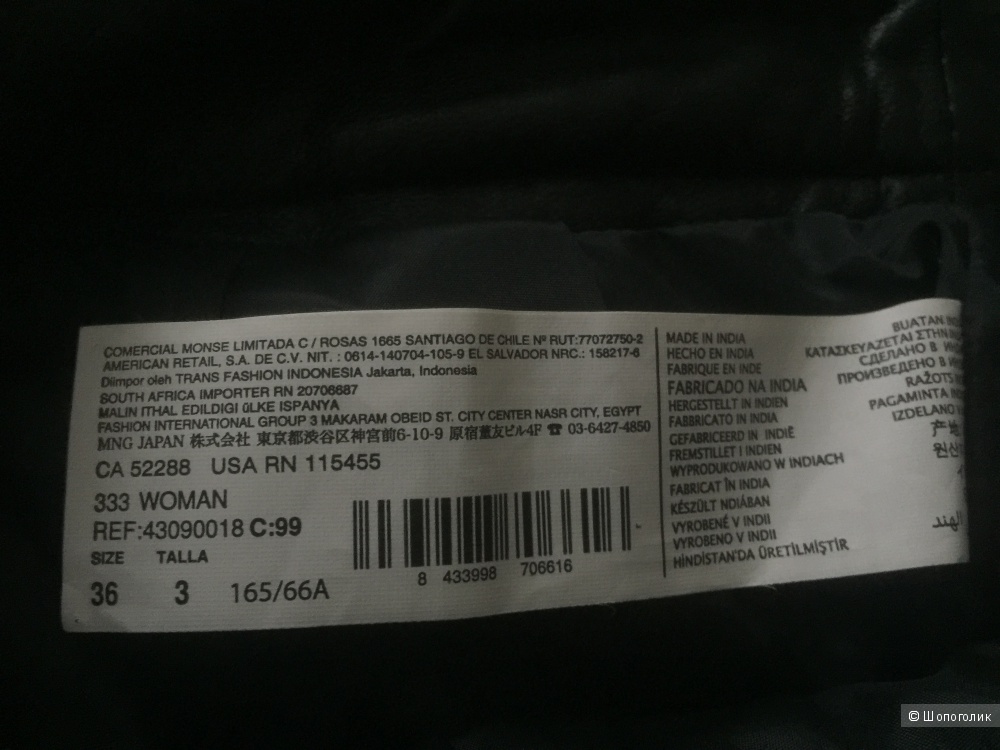 COMERCIAL MONSE LIMITADA C / ROSAS 1665 SANTIAGO DE CHILE Nº RUT:77072750-2
AMERICAN RETAIL, S.A. DE C.V. NIT. : 0614-140704-105-9 EL SALVADOR NRC.: 158217-6
Diimpor oleh TRANS FASHION INDONESIA Jakarta, Indonesia
SOUTH AFRICA IMPORTER RN 20706687
MALIN ITHAL EDILDIGI üLKE ISPANYA
FASHION INTERNATIONAL GROUP 3 MAKARAM OBEID ST. CITY CENTER NASR CITY, EGYPT
MNG JAPAN 株式会社 東京都渋谷区神宮前6-10-9 原宿董友ビル4F ☎ 03-6427-4850
CA 52288 USA RN 115455
333 WOMAN
REF:43090018 C:99
SIZE TALLA
36 3 165/66A
8 433998 706616
MADE IN INDIA
HECHO EN INDIA
FABRIQUE EN INDE
FABRICADO NA INDIA
HERGESTELLT IN INDIEN
FABBRICATO IN INDIA
GEFABRICEERD IN INDIË
FREMSTILLET I INDIEN
WYPRODUKOWANO W INDIACH
FABRICAT ÎN INDIA
KÉSZÜLT NDIÁBAN
VYROBENÉ V INDII
VYROBENO V INDII
HINDISTAN'DA ÜRETİLMİŞTİR
BUATAN
ΚΑΤΑΣΚΕΥΑΖΕΤΑΙ ΣΤΗΝ
СДЕЛАНО В
ПРОИЗВЕДЕНО В
RAŽOTS
PAGAMINTA
IZDELANO
产地
원산
الهند
© Шопоголик